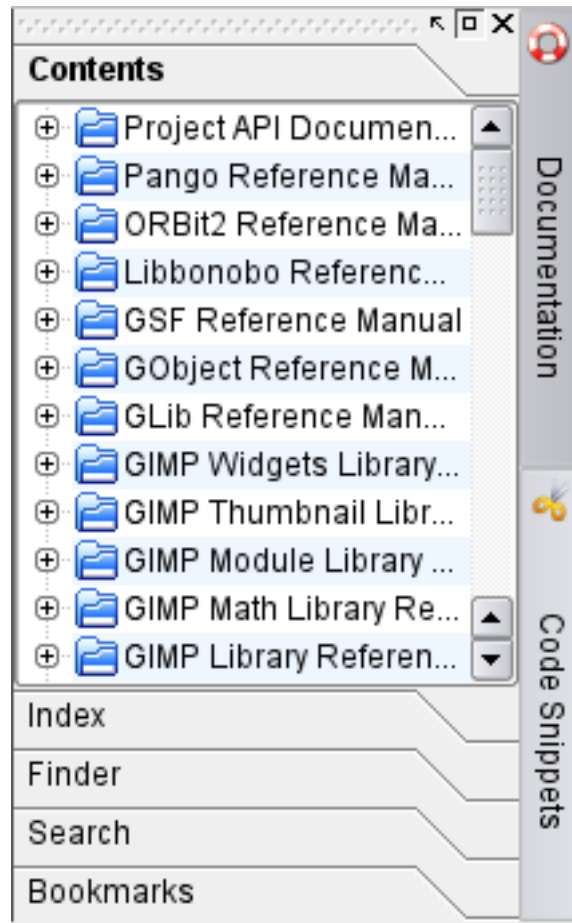 Contents
Project API Documen...
Pango Reference Ma...
ORBit2 Reference Ma...
Libbonobo Referenc...
GSF Reference Manual
GObject Reference M...
GLib Reference Man...
GIMP Widgets Library...
GIMP Thumbnail Libr...
GIMP Module Library ...
GIMP Math Library Re...
GIMP Library Referen...
Index
Finder
Search
Bookmarks
Documentation
Code Snippets